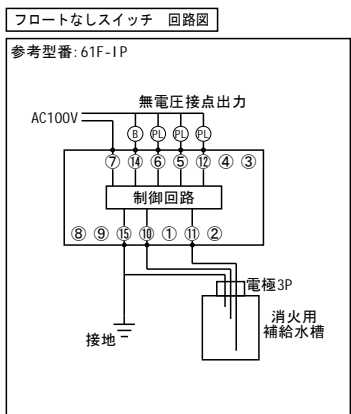 フロートなしスイッチ 回路図
参考型番:61F-IP
無電圧接点出力
AC100V
B PL PL PL
⑦ ⑭ ⑥ ⑤ ⑫ ④ ③
制御回路
⑧ ⑨ ⑮ ⑩ ① ⑪ ②
電極3P
消火用
補給水槽
接地